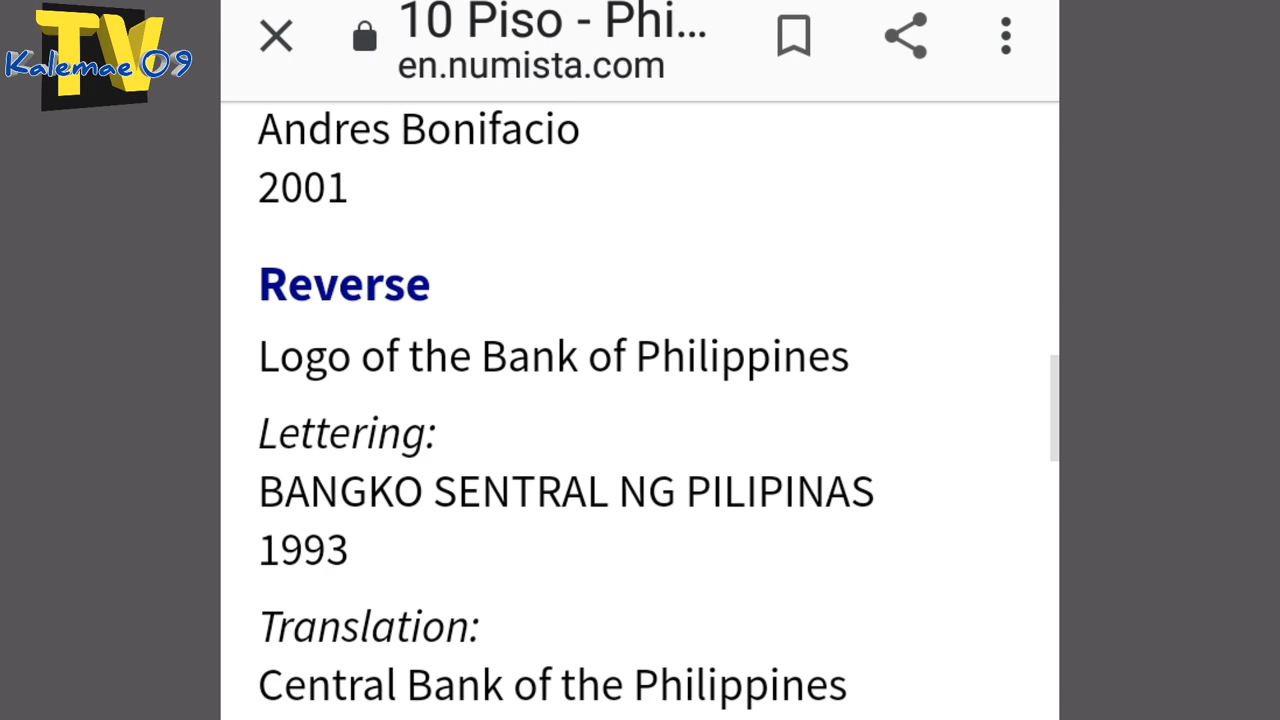 TV
Kalemae 09
10 Piso - Phi...
en.numista.com
Andres Bonifacio
2001
Reverse
Logo of the Bank of Philippines
Lettering:
BANGKO SENTRAL NG PILIPINAS
1993
Translation:
Central Bank of the Philippines